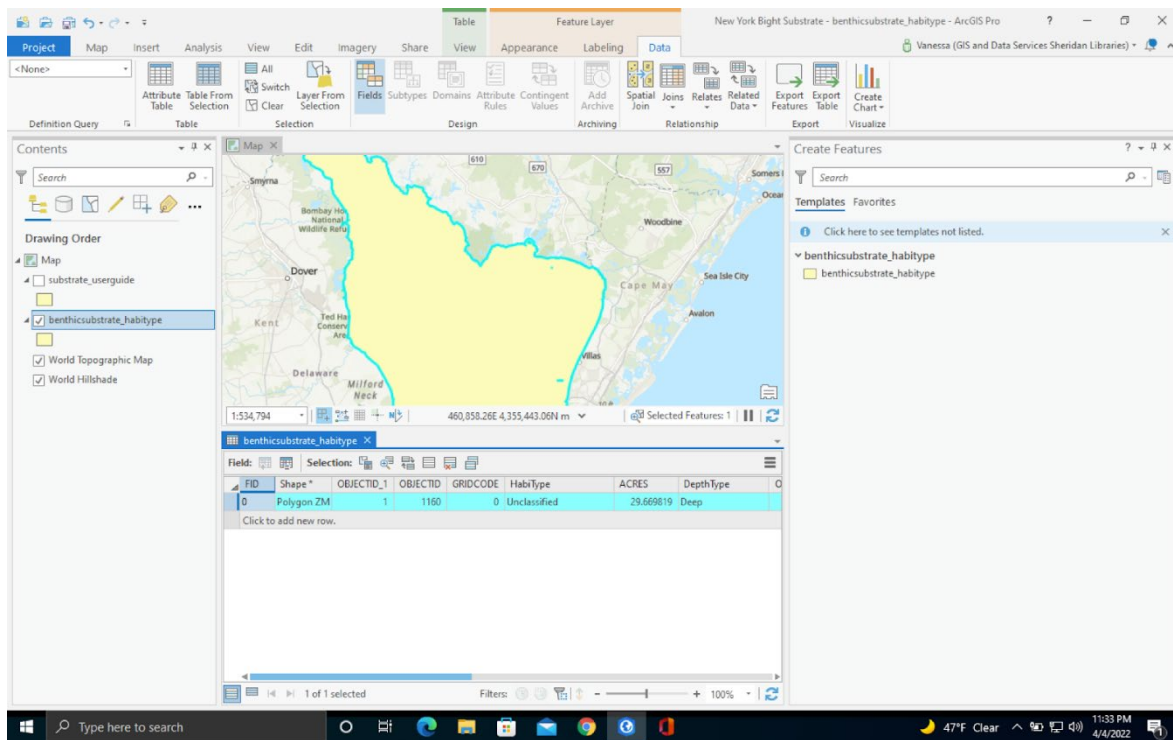 Table
Feature Layer
New York Bight Substrate - benthicsubstrate_habitype - ArcGIS Pro
?
Project Map Insert Analysis View Edit Imagery Share View Appearance Labeling Data
Vanessa (GIS and Data Services Sheridan Libraries)
<None>
Definition Query
Attribute Table
Table From Selection
Table
All
Switch
Clear
Layer From Selection
Selection
Fields
Subtypes
Domains
Attribute Rules
Contingent Values
Design
Add Archive
Archiving
Spatial Join
Joins
Relates
Related Data
Relationship
Export Features
Export Table
Export
Create Chart
Visualize
Contents
Search
Drawing Order
Map
substrate_userguide
benthicsubstrate_habitype
World Topographic Map
World Hillshade
Map
Smyrna
610
670
557
Somers
Ocean
Bombay Ho
National
Wildlife Refu
Woodbine
Dover
Cape May
Sea Isle City
Kent
Ted Ha
Conserv
Are
Avalon
Villas
Delaware
Milford
Neck
1:534,794
460,858.26E 4,355,443.06N m
Selected Features: 1
benthicsubstrate_habitype
Field:
Selection:
FID Shape * OBJECTID_1 OBJECTID GRIDCODE HabiType ACRES DepthType O
0 Polygon ZM 1 1160 0 Unclassified 29.669819 Deep
Click to add new row.
1 of 1 selected
Filters:
100%
Create Features
?
Search
Templates Favorites
Click here to see templates not listed.
benthicsubstrate_habitype
benthicsubstrate_habitype
Type here to search
47°F Clear
11:33 PM
4/4/2022